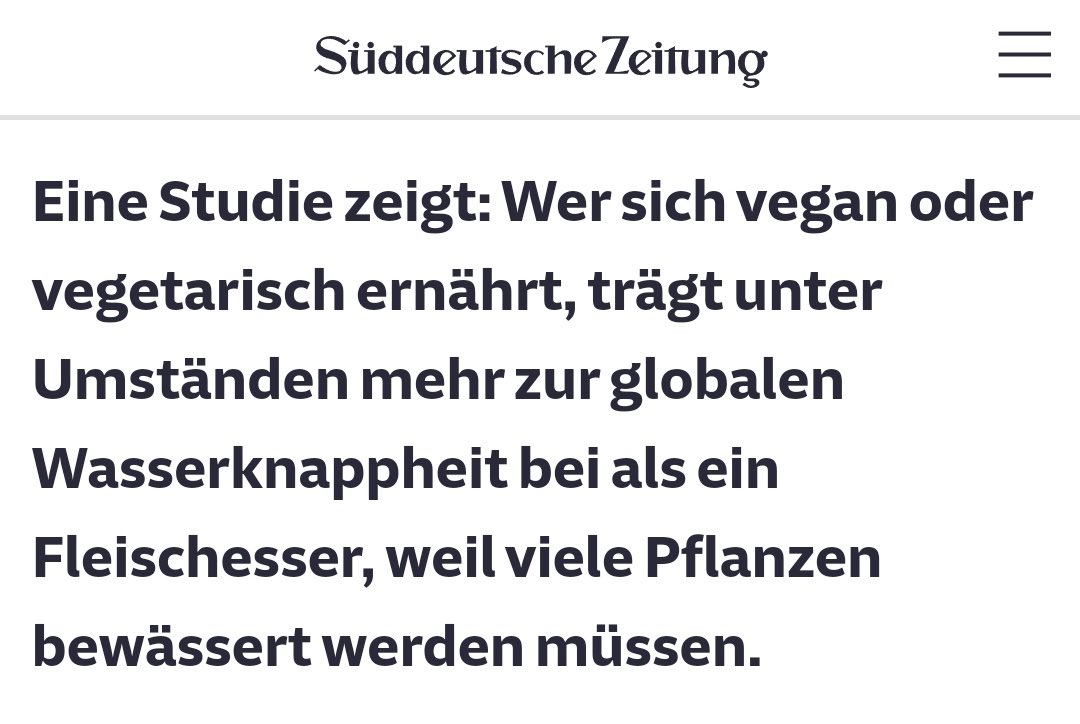 Süddeutsche Zeitung
Eine Studie zeigt: Wer sich vegan oder
vegetarisch ernährt, trägt unter
Umständen mehr zur globalen
Wasserknappheit bei als ein
Fleischesser, weil viele Pflanzen
bewässert werden müssen.